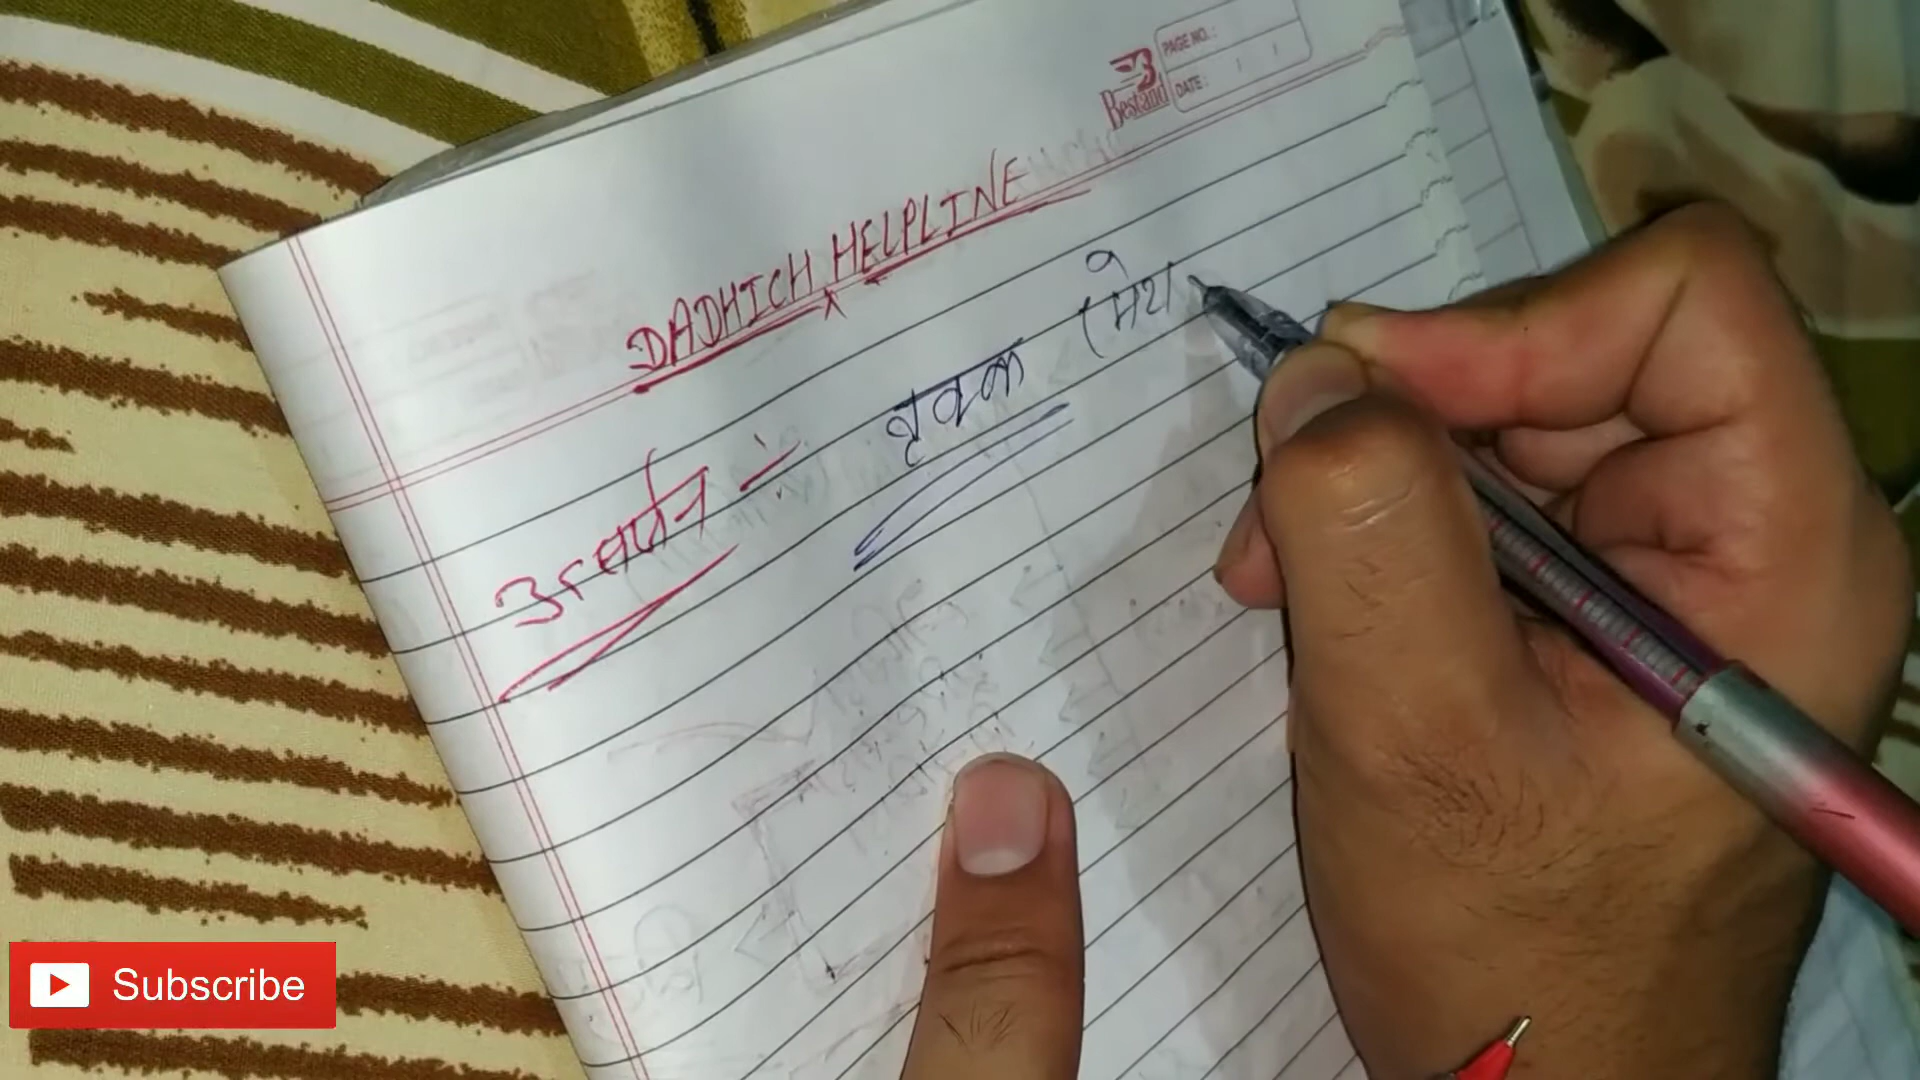 Bestand
PAGE NO.:
DATE: / /
DADHICH HELPLINE
उत्सर्जन :- वृक्क (मेरा
Subscribe